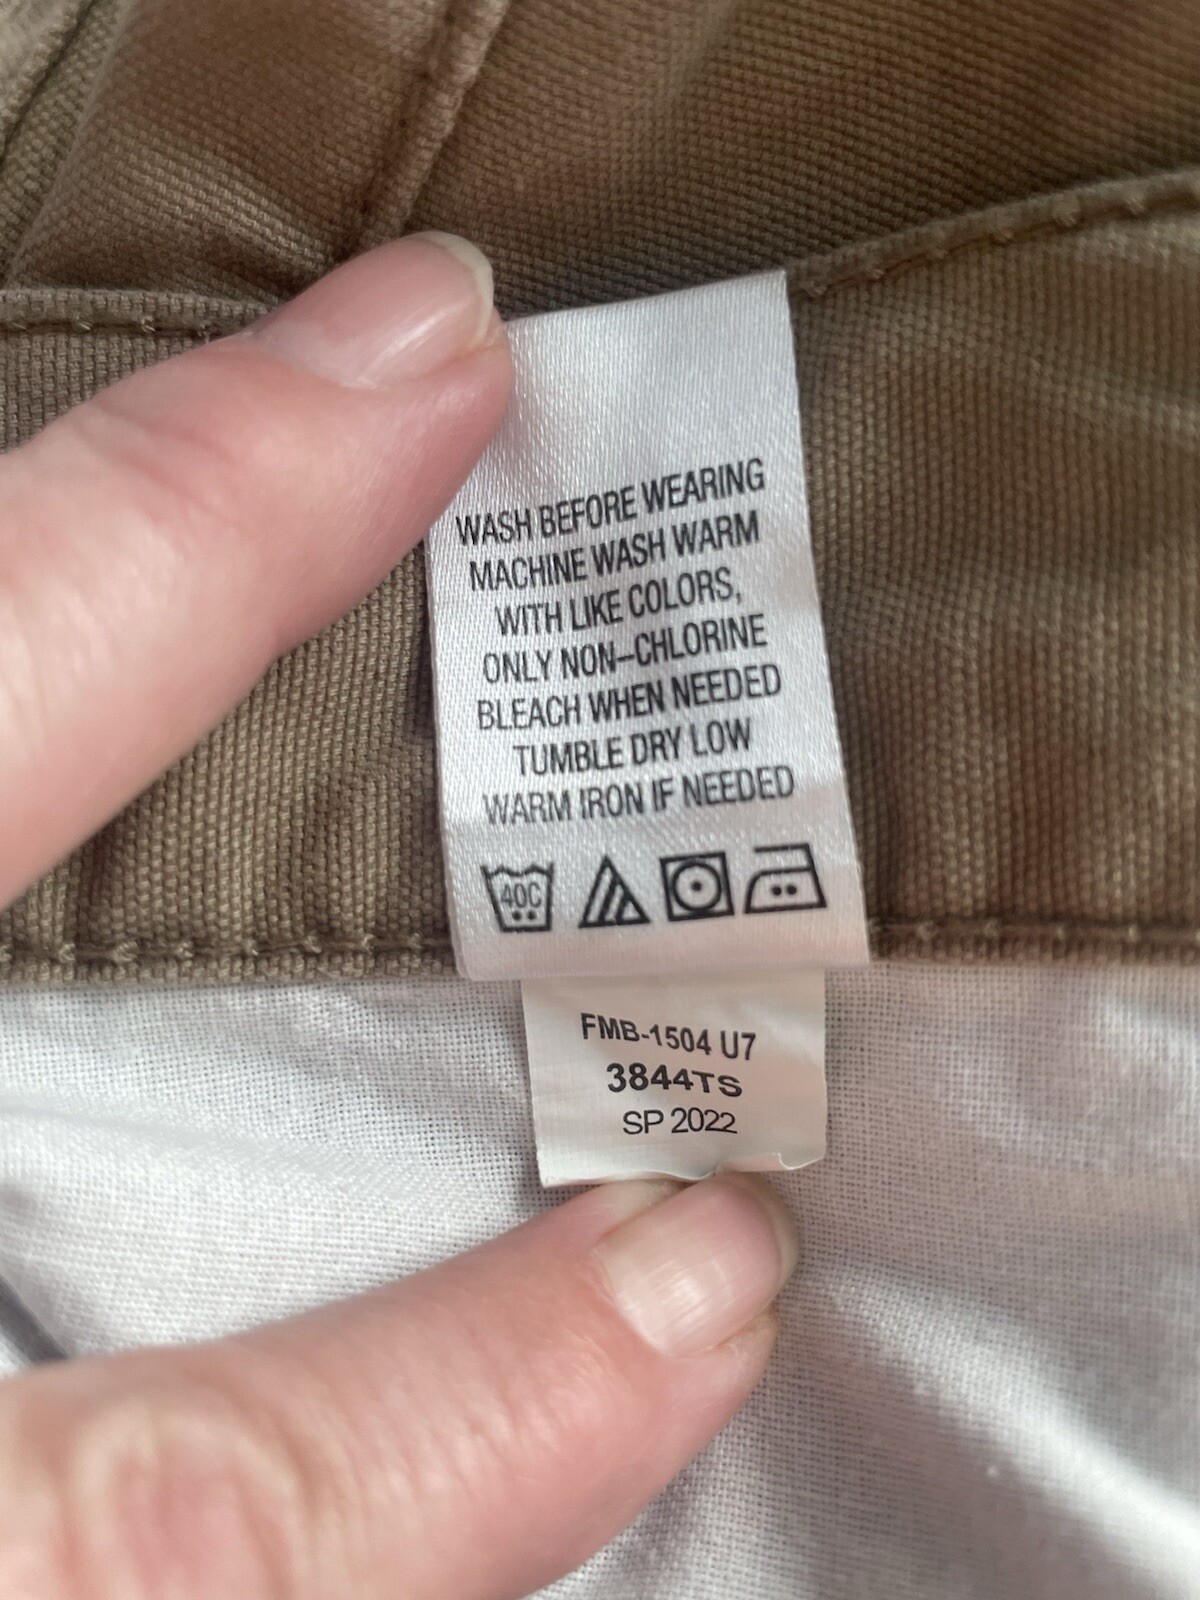 WASH BEFORE WEARING
MACHINE WASH WARM
WITH LIKE COLORS,
ONLY NON-CHLORINE
BLEACH WHEN NEEDED
TUMBLE DRY LOW
WARM IRON IF NEEDED
40C
FMB-1504 U7
3844TS
SP 2022